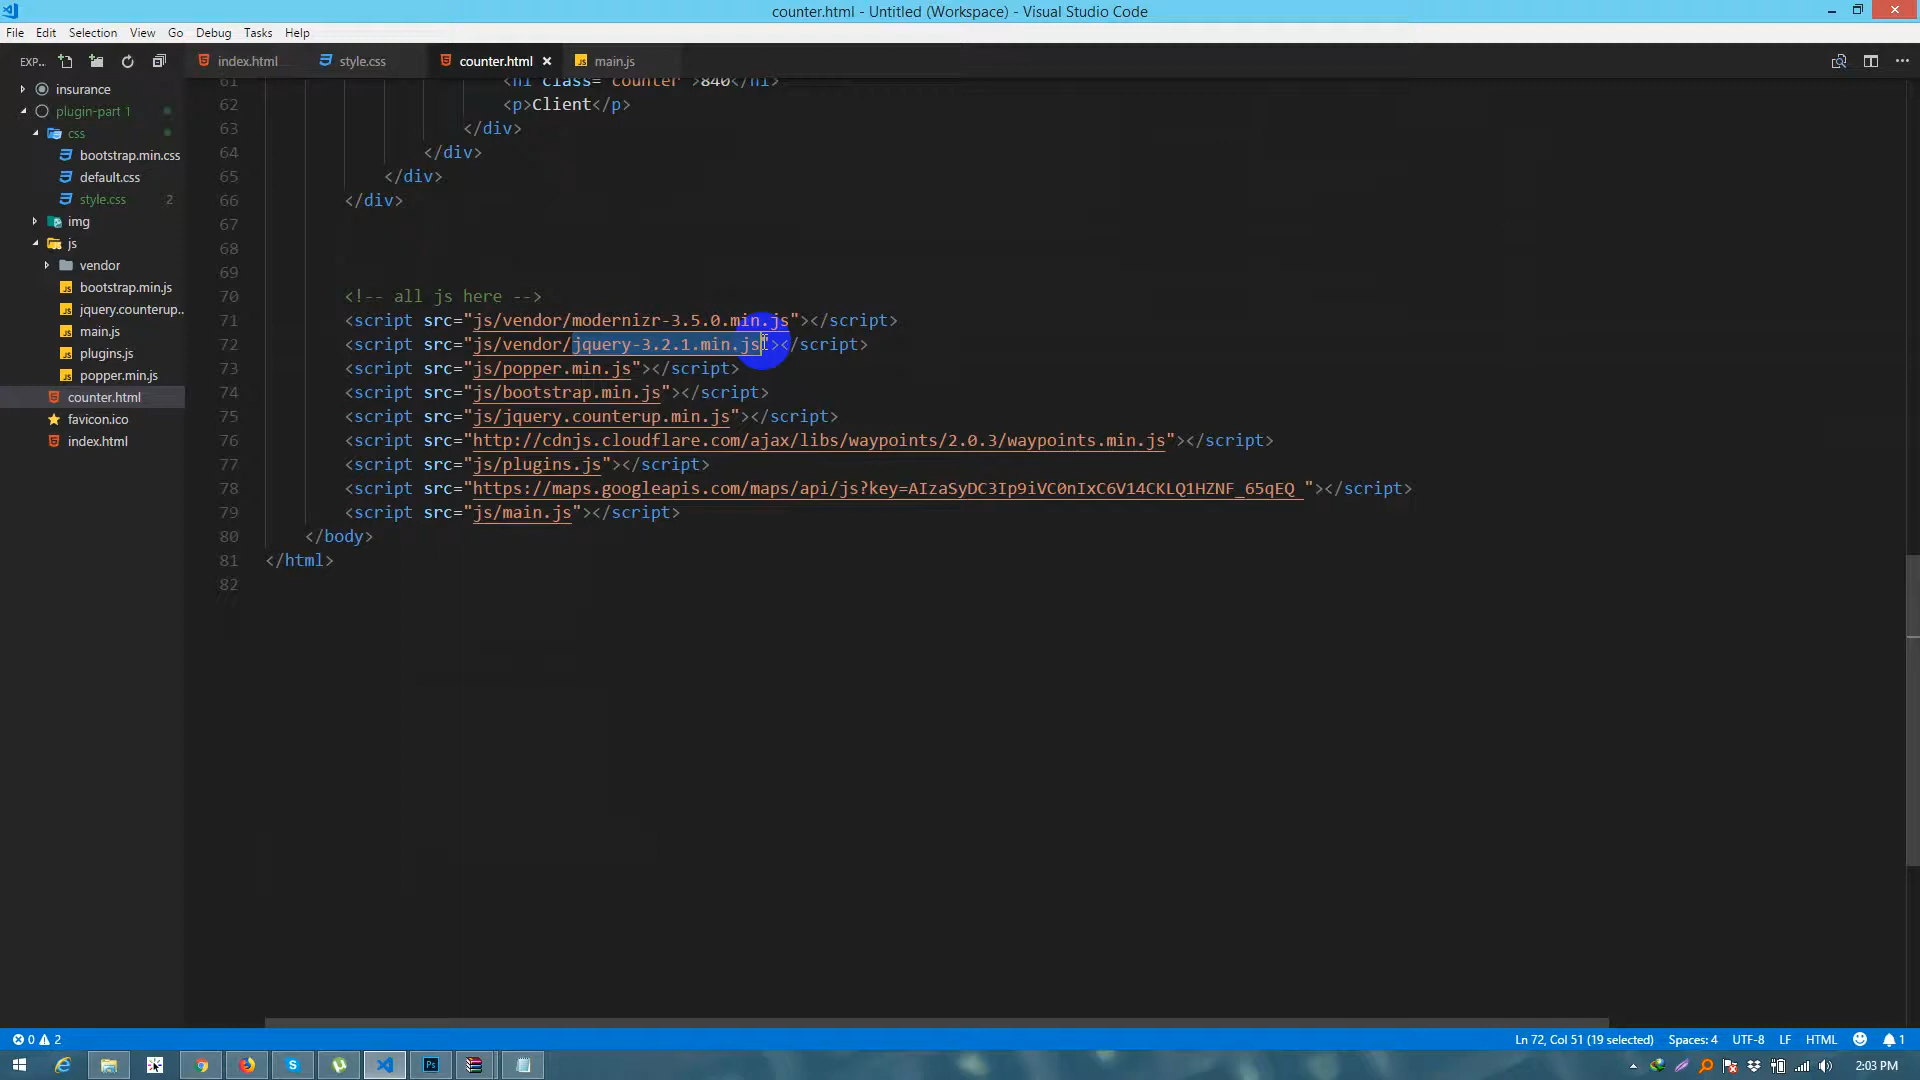 counter.html - Untitled (Workspace) - Visual Studio Code
File Edit Selection View Go Debug Tasks Help
EXP... index.html style.css counter.html main.js
insurance
plugin-part 1
css
bootstrap.min.css
default.css
style.css 2
img
js
vendor
bootstrap.min.js
jquery.counterup..
main.js
plugins.js
popper.min.js
counter.html
favicon.ico
index.html
61 <h1 class="counter">840</h1>
62 <p>Client</p>
63 </div>
64 </div>
65 </div>
66 </div>
67
68
69
70 <!-- all js here -->
71 <script src="js/vendor/modernizr-3.5.0.min.js"></script>
72 <script src="js/vendor/jquery-3.2.1.min.js"></script>
73 <script src="js/popper.min.js"></script>
74 <script src="js/bootstrap.min.js"></script>
75 <script src="js/jquery.counterup.min.js"></script>
76 <script src="http://cdnjs.cloudflare.com/ajax/libs/waypoints/2.0.3/waypoints.min.js"></script>
77 <script src="js/plugins.js"></script>
78 <script src="https://maps.googleapis.com/maps/api/js?key=AIzaSyDC3Ip9iVC0nIxC6V14CKLQ1HZNF_65qEQ "></script>
79 <script src="js/main.js"></script>
80 </body>
81 </html>
82
0 2 Ln 72, Col 51 (19 selected) Spaces: 4 UTF-8 LF HTML 1
2:03 PM